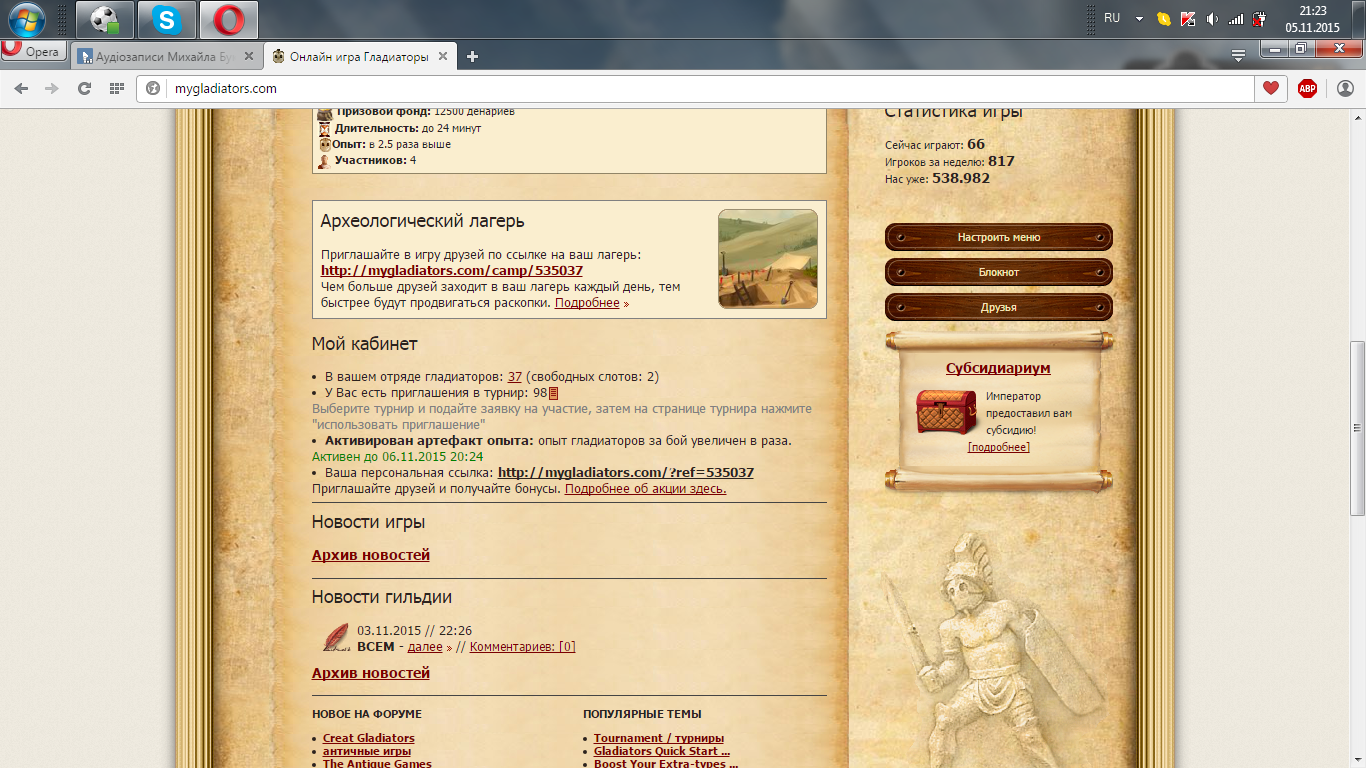 RU
21:23
05.11.2015
Opera
Аудіозаписи Михайла Бу
Онлайн игра Гладиаторы
mygladiators.com
ABP
Призовой фонд: 12500 денариев
Длительность: до 24 минут
Опыт: в 2.5 раза выше
Участников: 4
Археологический лагерь
Приглашайте в игру друзей по ссылке на ваш лагерь:
http://mygladiators.com/camp/535037
Чем больше друзей заходит в ваш лагерь каждый день, тем
быстрее будут продвигаться раскопки. Подробнее »
Мой кабинет
• В вашем отряде гладиаторов: 37 (свободных слотов: 2)
• У Вас есть приглашения в турнир: 98
Выберите турнир и подайте заявку на участие, затем на странице турнира нажмите
"использовать приглашение"
• Активирован артефакт опыта: опыт гладиаторов за бой увеличен в раза.
Активен до 06.11.2015 20:24
• Ваша персональная ссылка: http://mygladiators.com/?ref=535037
Приглашайте друзей и получайте бонусы. Подробнее об акции здесь.
Новости игры
Архив новостей
Новости гильдии
03.11.2015 // 22:26
ВСЕМ - далее » // Комментариев: [0]
Архив новостей
НОВОЕ НА ФОРУМЕ
• Creat Gladiators
• античные игры
• The Antique Games
ПОПУЛЯРНЫЕ ТЕМЫ
• Tournament / турниры
• Gladiators Quick Start ...
• Boost Your Extra-types ...
Статистика игры
Сейчас играют: 66
Игроков за неделю: 817
Нас уже: 538.982
Настроить меню
Блокнот
Друзья
Субсидиариум
Император
предоставил вам
субсидию!
[подробнее]